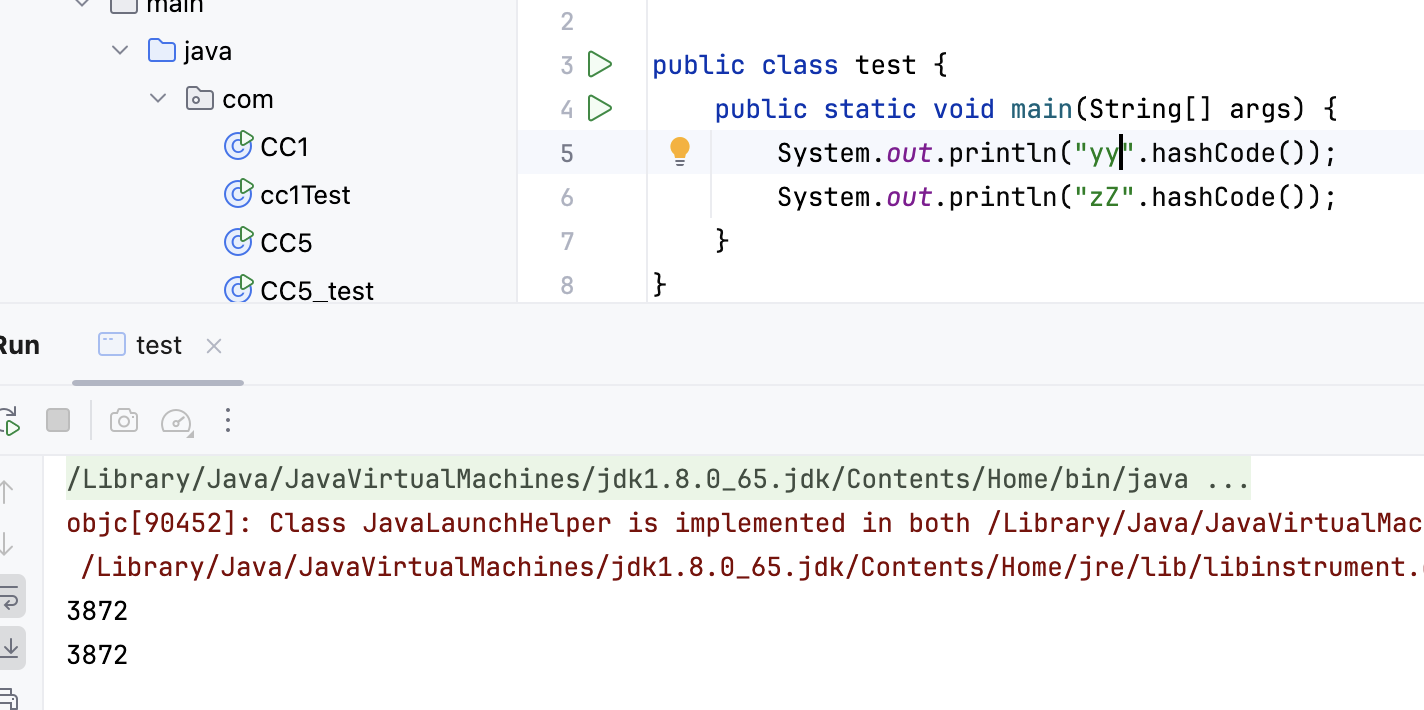 main
java
com
CC1
cc1Test
CC5
CC5_test
2
3 public class test {
4 public static void main(String[] args) {
5 System.out.println("yy".hashCode());
6 System.out.println("zZ".hashCode());
7 }
8 }
Run test
/Library/Java/JavaVirtualMachines/jdk1.8.0_65.jdk/Contents/Home/bin/java ...
objc[90452]: Class JavaLaunchHelper is implemented in both /Library/Java/JavaVirtualMac
/Library/Java/JavaVirtualMachines/jdk1.8.0_65.jdk/Contents/Home/jre/lib/libinstrument.
3872
3872